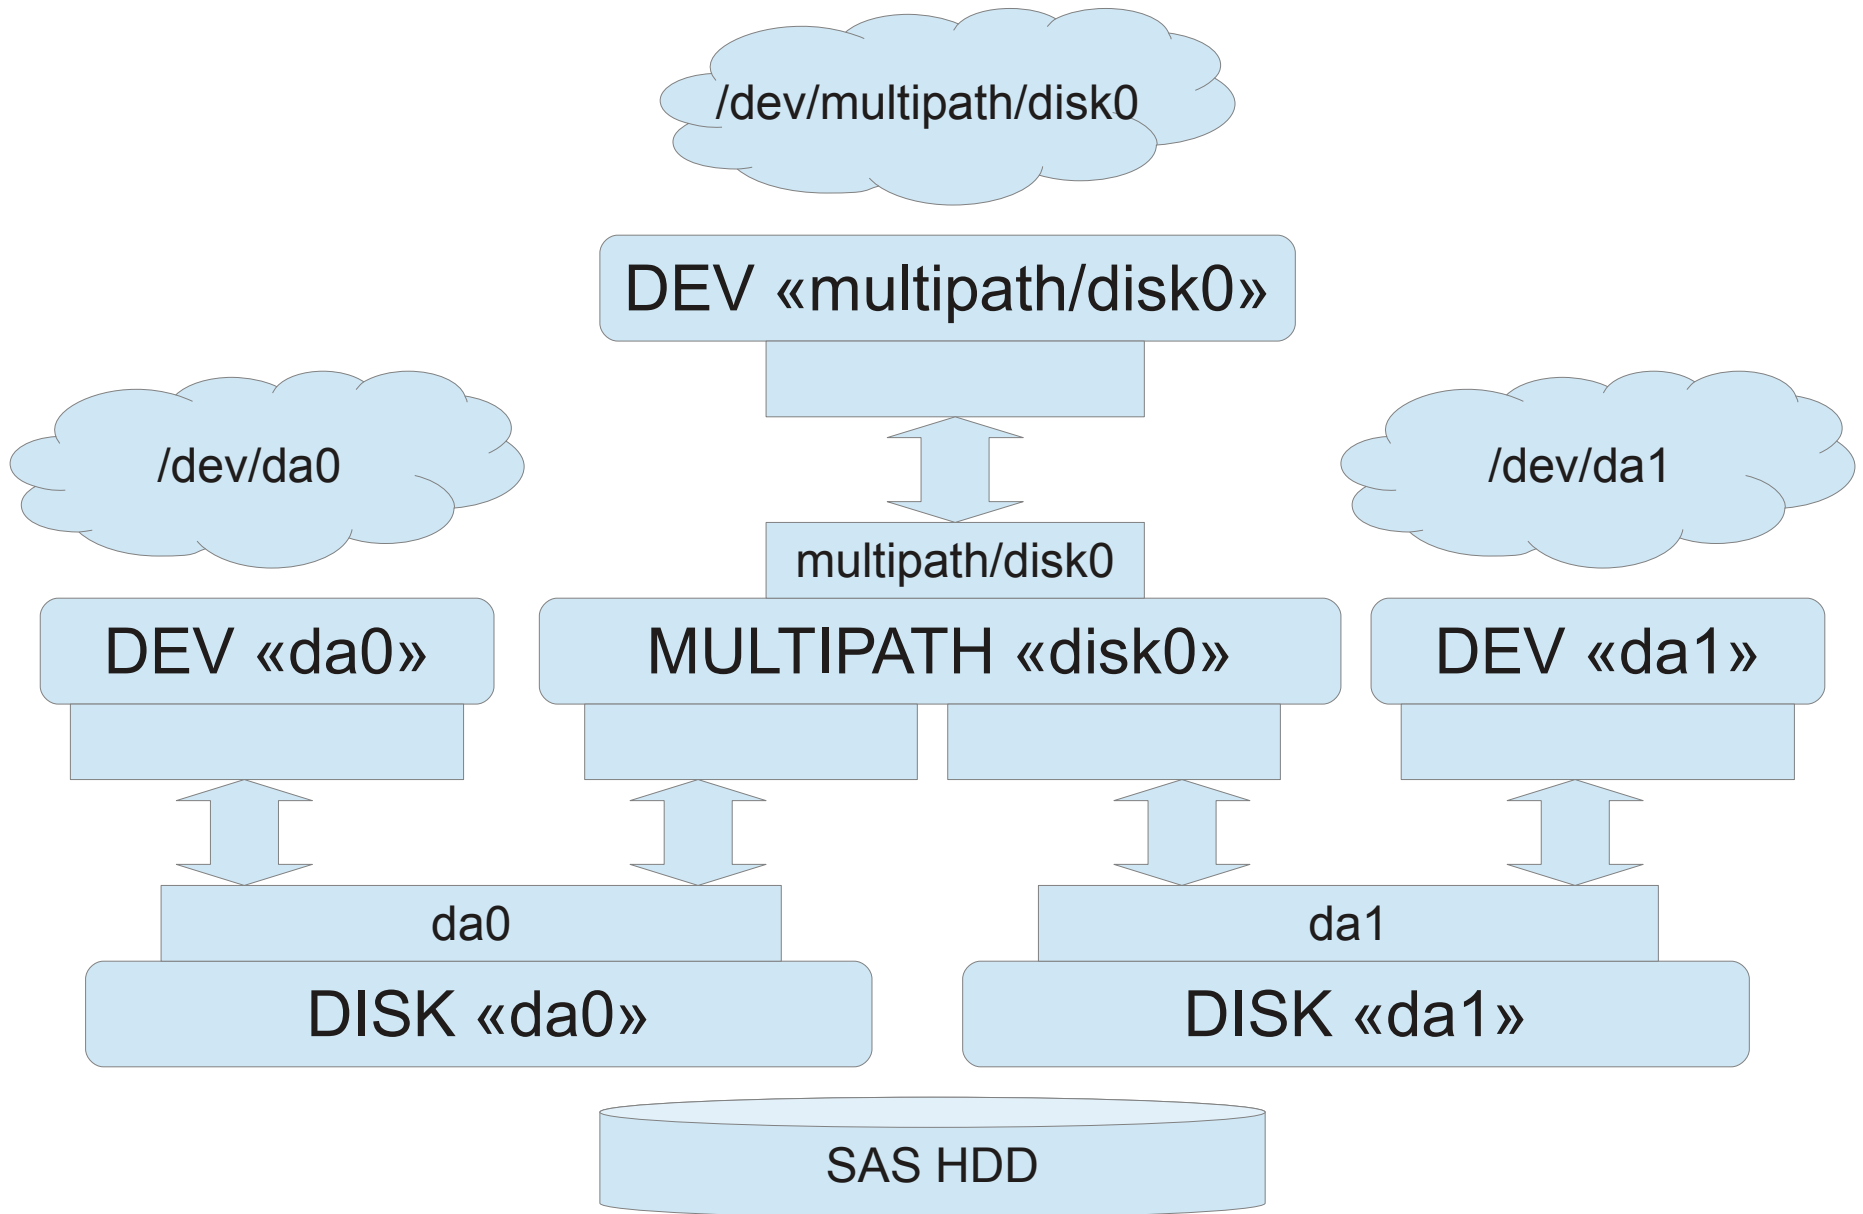 /dev/multipath/disk0
DEV «multipath/disk0»
/dev/da0
/dev/da1
multipath/disk0
DEV «da0»
MULTIPATH «disk0»
DEV «da1»
da0
da1
DISK «da0»
DISK «da1»
SAS HDD